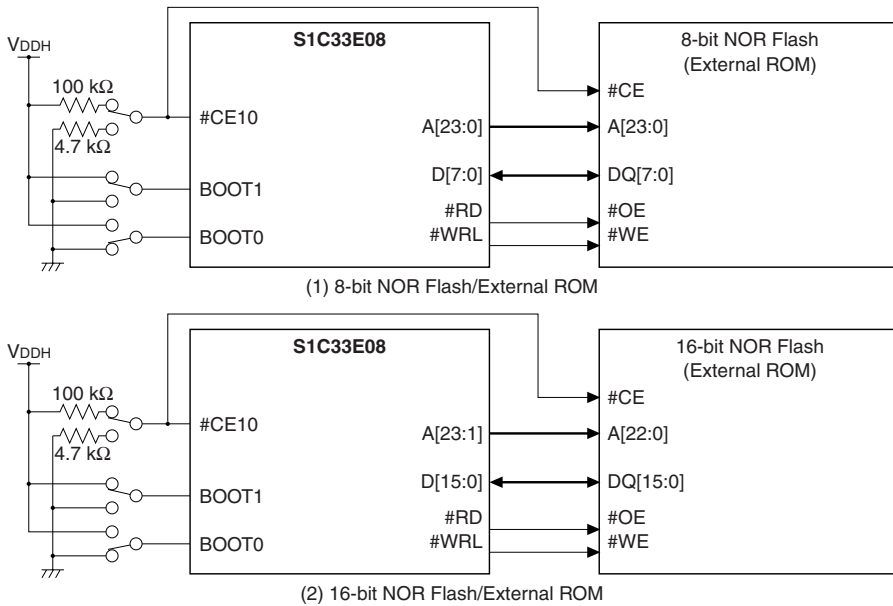 VDDH
100 kΩ
4.7 kΩ
S1C33E08
#CE10
BOOT1
BOOT0
A[23:0]
D[7:0]
#RD
#WRL
8-bit NOR Flash
(External ROM)
#CE
A[23:0]
DQ[7:0]
#OE
#WE
(1) 8-bit NOR Flash/External ROM
VDDH
100 kΩ
4.7 kΩ
S1C33E08
#CE10
BOOT1
BOOT0
A[23:1]
D[15:0]
#RD
#WRL
16-bit NOR Flash
(External ROM)
#CE
A[22:0]
DQ[15:0]
#OE
#WE
(2) 16-bit NOR Flash/External ROM